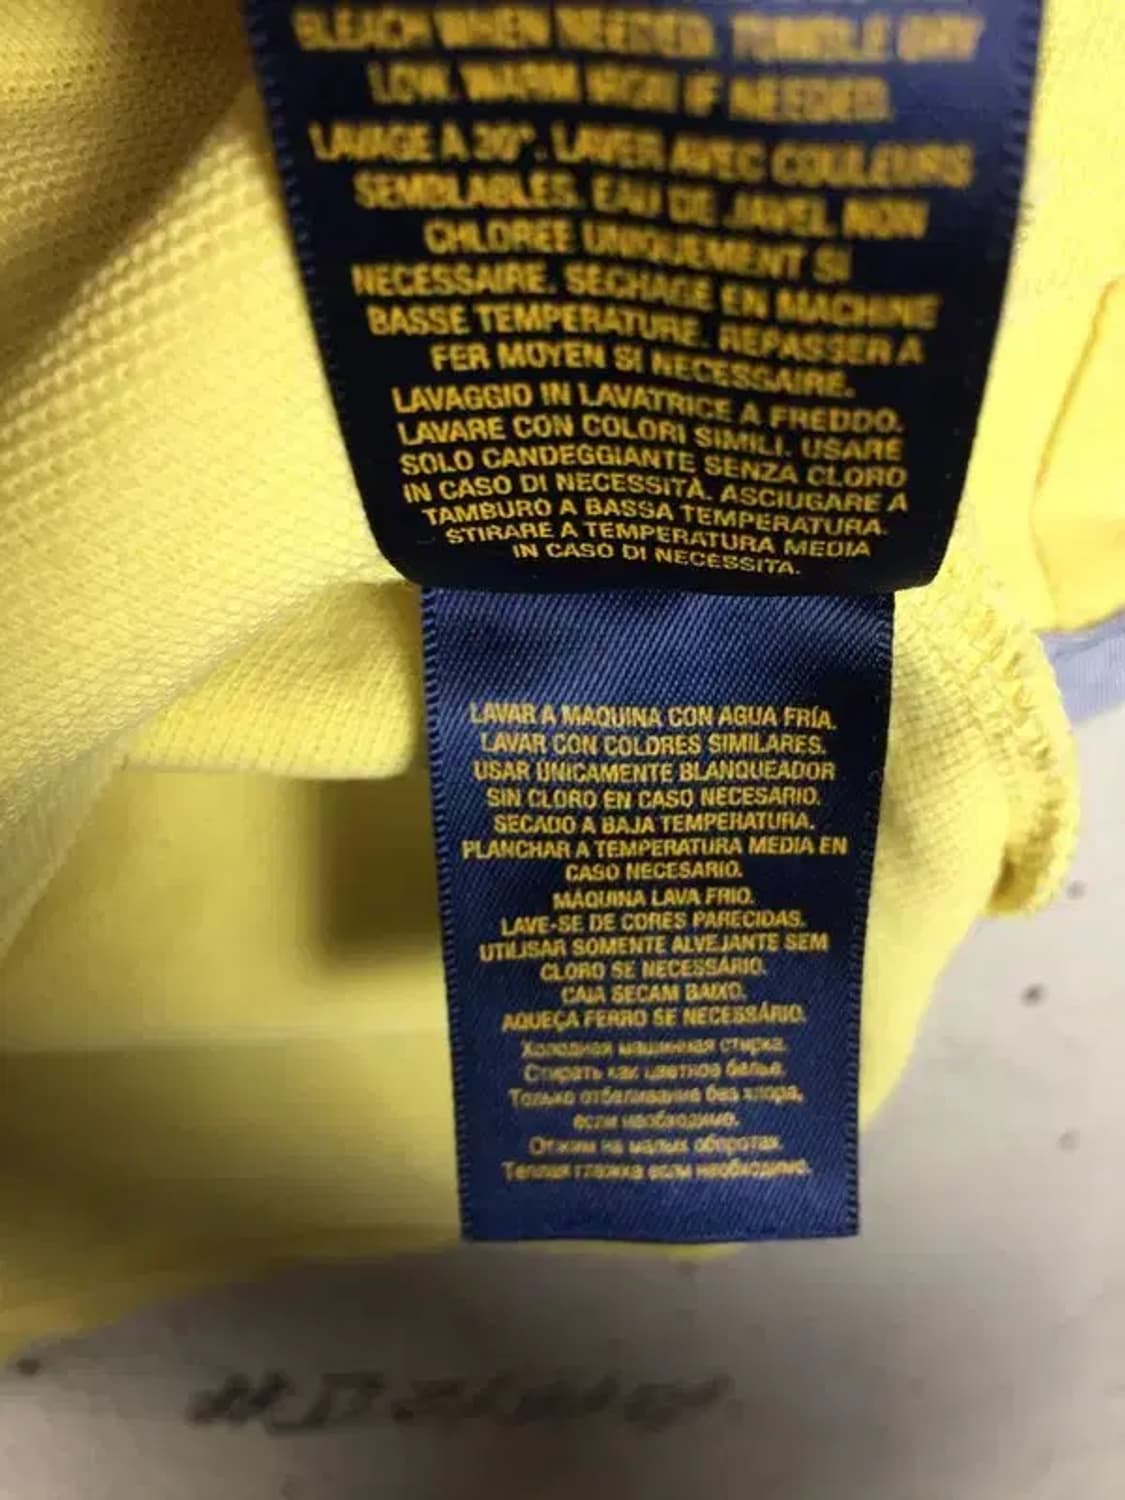 BLEACH WHEN NEEDED. TUMBLE DRY
LOW. WARM IRON IF NEEDED.
LAVAGE A 30°. LAVER AVEC COULEURS
SEMBLABLES. EAU DE JAVEL NON
CHLOREE UNIQUEMENT SI
NECESSAIRE. SECHAGE EN MACHINE
BASSE TEMPERATURE. REPASSER A
FER MOYEN SI NECESSAIRE.
LAVAGGIO IN LAVATRICE A FREDDO.
LAVARE CON COLORI SIMILI. USARE
SOLO CANDEGGIANTE SENZA CLORO
IN CASO DI NECESSITÀ. ASCIUGARE A
TAMBURO A BASSA TEMPERATURA.
STIRARE A TEMPERATURA MEDIA
IN CASO DI NECESSITA.
LAVAR A MAQUINA CON AGUA FRÍA.
LAVAR CON COLORES SIMILARES.
USAR UNICAMENTE BLANQUEADOR
SIN CLORO EN CASO NECESARIO.
SECADO A BAJA TEMPERATURA.
PLANCHAR A TEMPERATURA MEDIA EN
CASO NECESARIO.
MÁQUINA LAVA FRIO.
LAVE-SE DE CORES PARECIDAS.
UTILISAR SOMENTE ALVEJANTE SEM
CLORO SE NECESSÁRIO.
CAIA SECAM BAIXO.
AQUEÇA FERRO SE NECESSÁRIO.
Холодная машинная стирка.
Стирать как цветное белье.
Только отбеливание без хлора,
если необходимо.
Отжим на малых оборотах.
Теплая глажка если необходимо.